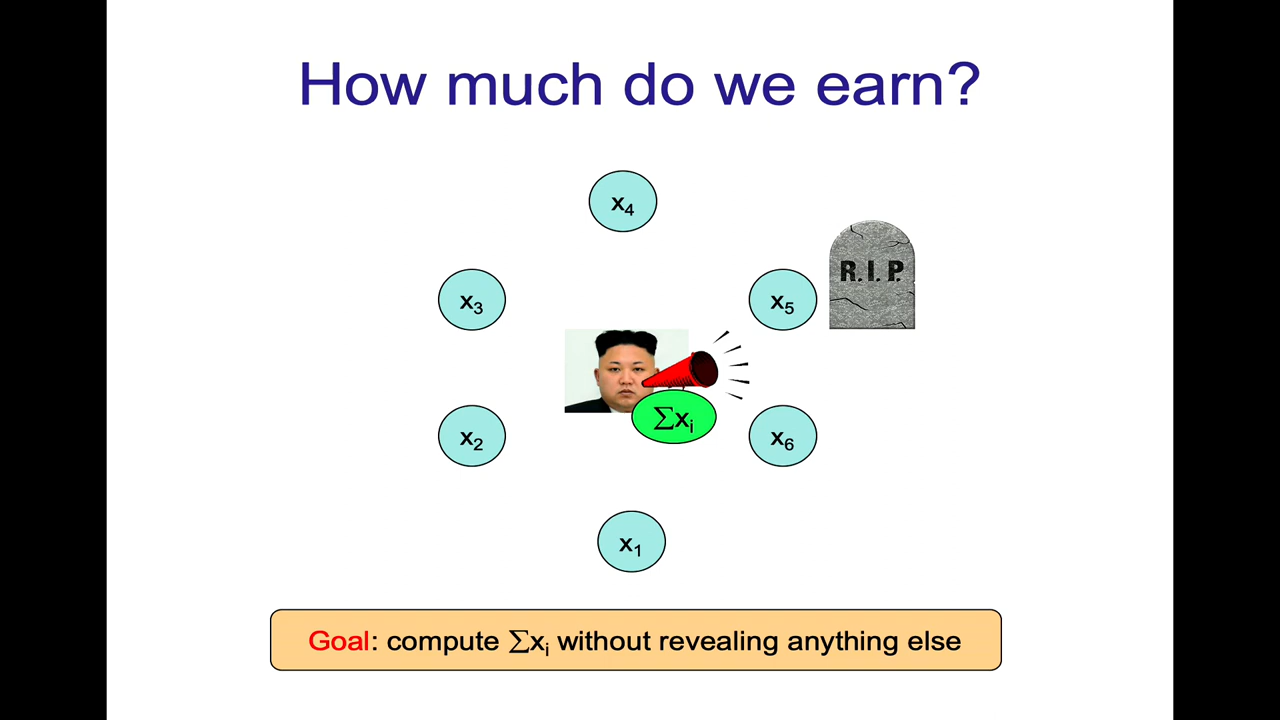 How much do we earn?
x₄
R.I.P.
x₃
x₅
∑xᵢ
x₂
x₆
x₁
Goal: compute ∑xᵢ without revealing anything else